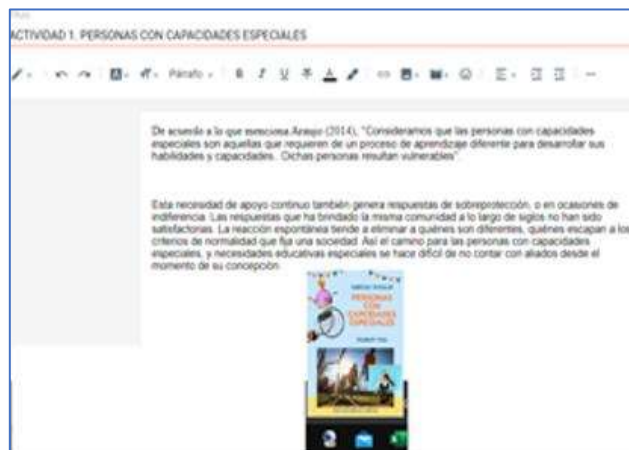 ACTIVIDAD 1. PERSONAS CON CAPACIDADES ESPECIALES
Párrafo
B I U
De acuerdo a lo que menciona Araujo (2014), "Consideramos que las personas con capacidades
especiales son aquellas que requieren de un proceso de aprendizaje diferente para desarrollar sus
habilidades y capacidades. Dichas personas resultan vulnerables".
Esta necesidad de apoyo continuo también genera respuestas de sobreprotección, o en ocasiones de
indiferencia. Las respuestas que ha brindado la misma comunidad a lo largo de siglos no han sido
satisfactorias. La reacción espontánea tiende a eliminar a quiénes son diferentes, quiénes escapan a los
criterios de normalidad que fija una sociedad. Así el camino para las personas con capacidades
especiales, y necesidades educativas especiales se hace difícil de no contar con aliados desde el
momento de su concepción.
PERSONAS
CON
CAPACIDADES
ESPECIALES